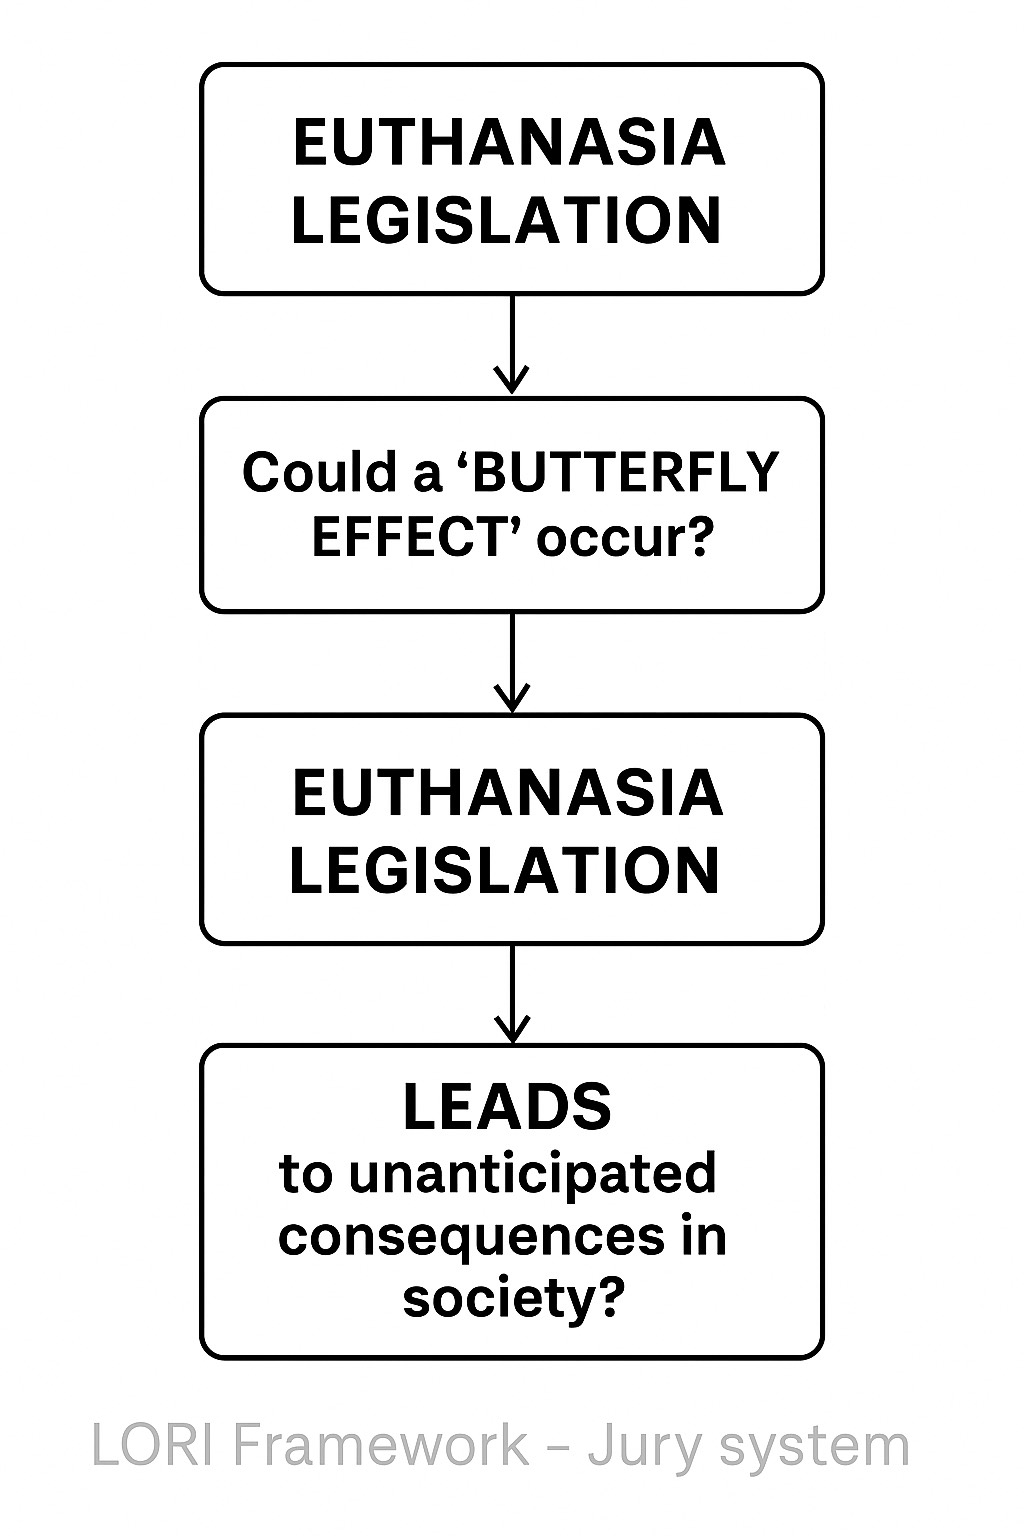 EUTHANASIA
LEGISLATION
Could a ‘BUTTERFLY
EFFECT’ occur?
EUTHANASIA
LEGISLATION
LEADS
to unanticipated
consequences in
society?
LORI Framework – Jury system